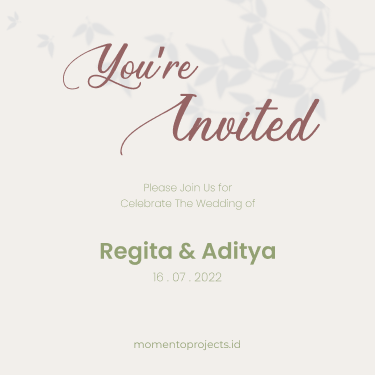 You're
Invited
Please Join Us for
Celebrate The Wedding of
Regita & Aditya
16 . 07 . 2022
momentoprojects.id